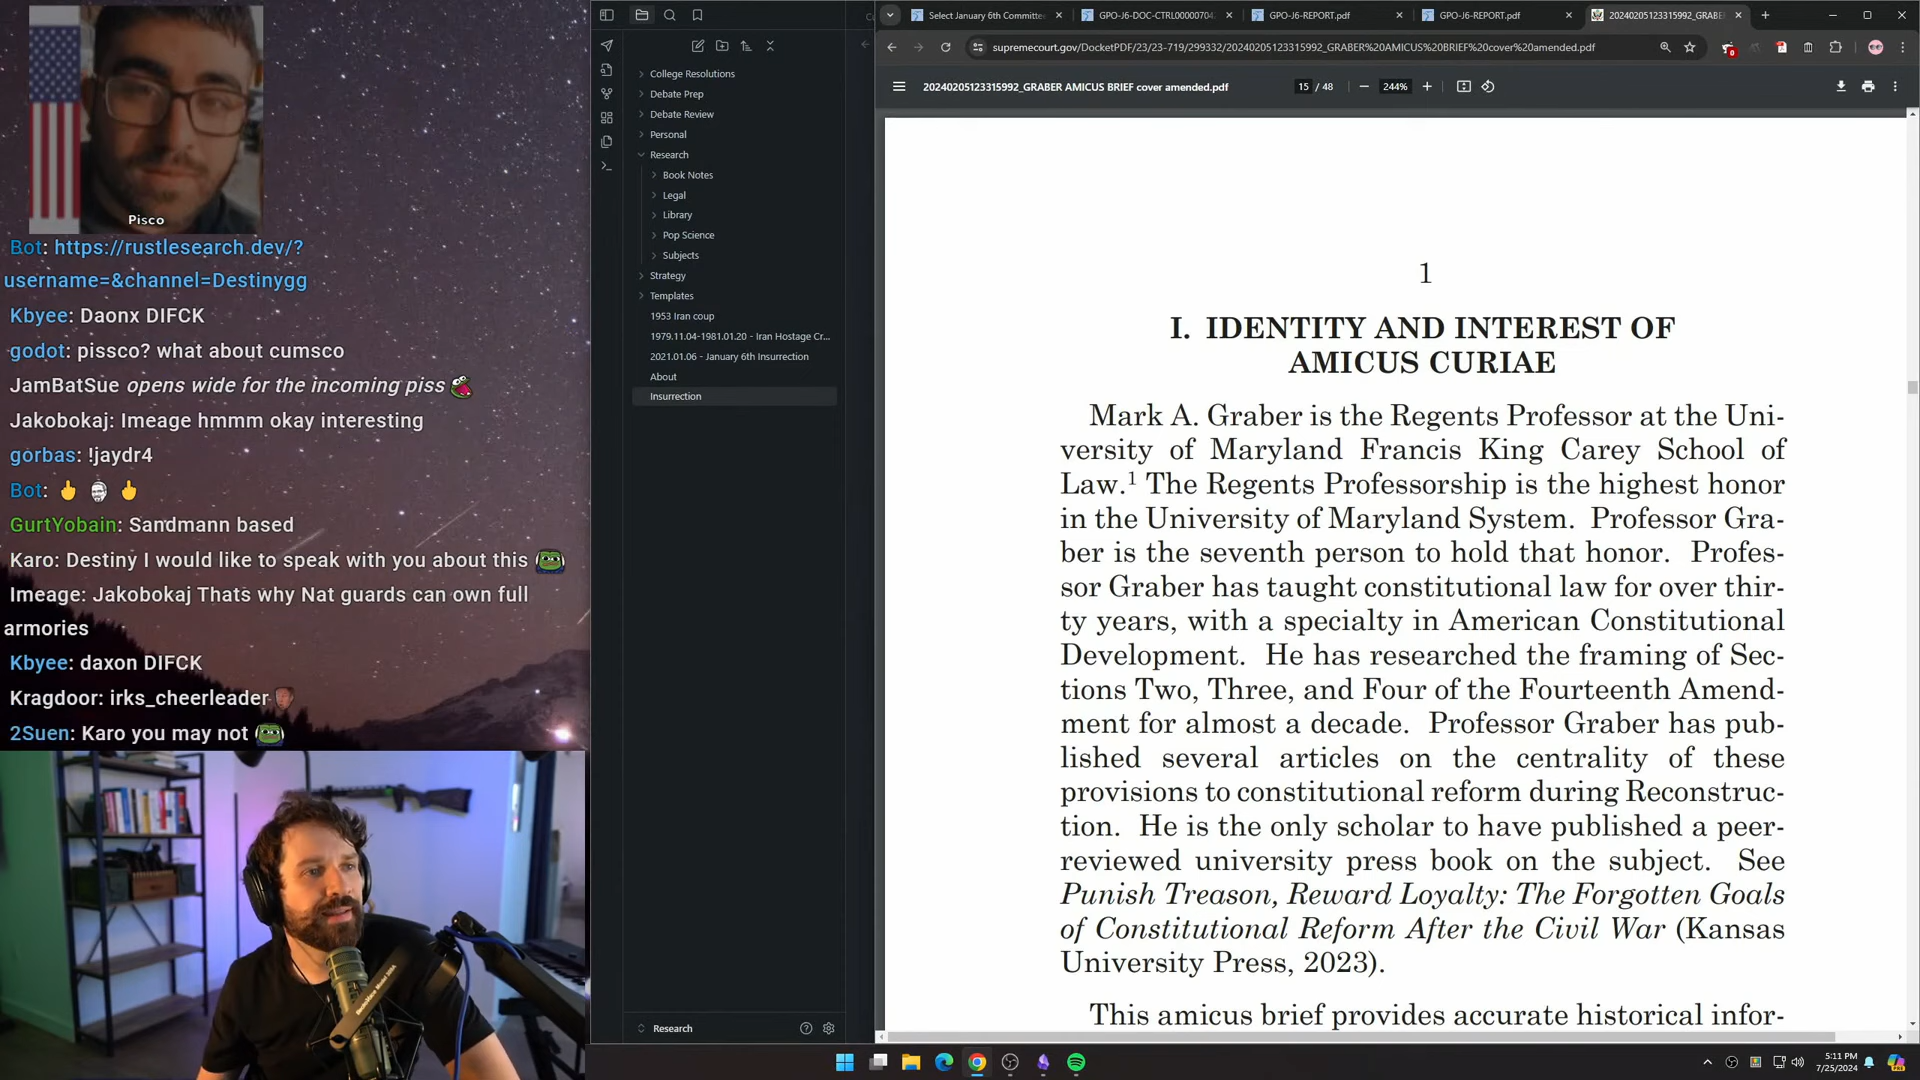 Pisco
Bot: https://rustlesearch.dev/?
username=&channel=Destinygg
Kbyee: Daonx DIFCK
godot: pissco? what about cumsco
JamBatSue opens wide for the incoming piss
Jakobokaj: Imeage hmmm okay interesting
gorbas: !jaydr4
Bot:
GurtYobain: Sandmann based
Karo: Destiny I would like to speak with you about this
Imeage: Jakobokaj Thats why Nat guards can own full
armories
Kbyee: daxon DIFCK
Kragdoor: irks_cheerleader
2Suen: Karo you may not
College Resolutions
Debate Prep
Debate Review
Personal
Research
Book Notes
Legal
Library
Pop Science
Subjects
Strategy
Templates
1953 Iran coup
1979.11.04-1981.01.20 - Iran Hostage Cr...
2021.01.06 - January 6th Insurrection
About
Insurrection
Research
Select January 6th Committe
GPO-J6-DOC-CTRL00000704
GPO-J6-REPORT.pdf
GPO-J6-REPORT.pdf
20240205123315992_GRABER
supremecourt.gov/DocketPDF/23/23-719/299332/20240205123315992_GRABER%20AMICUS%20BRIEF%20cover%20amended.pdf
0
20240205123315992_GRABER AMICUS BRIEF cover amended.pdf
15 / 48
244%
1
I. IDENTITY AND INTEREST OF
AMICUS CURIAE
Mark A. Graber is the Regents Professor at the Uni-
versity of Maryland Francis King Carey School of
Law.1 The Regents Professorship is the highest honor
in the University of Maryland System. Professor Gra-
ber is the seventh person to hold that honor. Profes-
sor Graber has taught constitutional law for over thir-
ty years, with a specialty in American Constitutional
Development. He has researched the framing of Sec-
tions Two, Three, and Four of the Fourteenth Amend-
ment for almost a decade. Professor Graber has pub-
lished several articles on the centrality of these
provisions to constitutional reform during Reconstruc-
tion. He is the only scholar to have published a peer-
reviewed university press book on the subject. See
Punish Treason, Reward Loyalty: The Forgotten Goals
of Constitutional Reform After the Civil War (Kansas
University Press, 2023).
This amicus brief provides accurate historical infor-
5:11 PM
7/25/2024